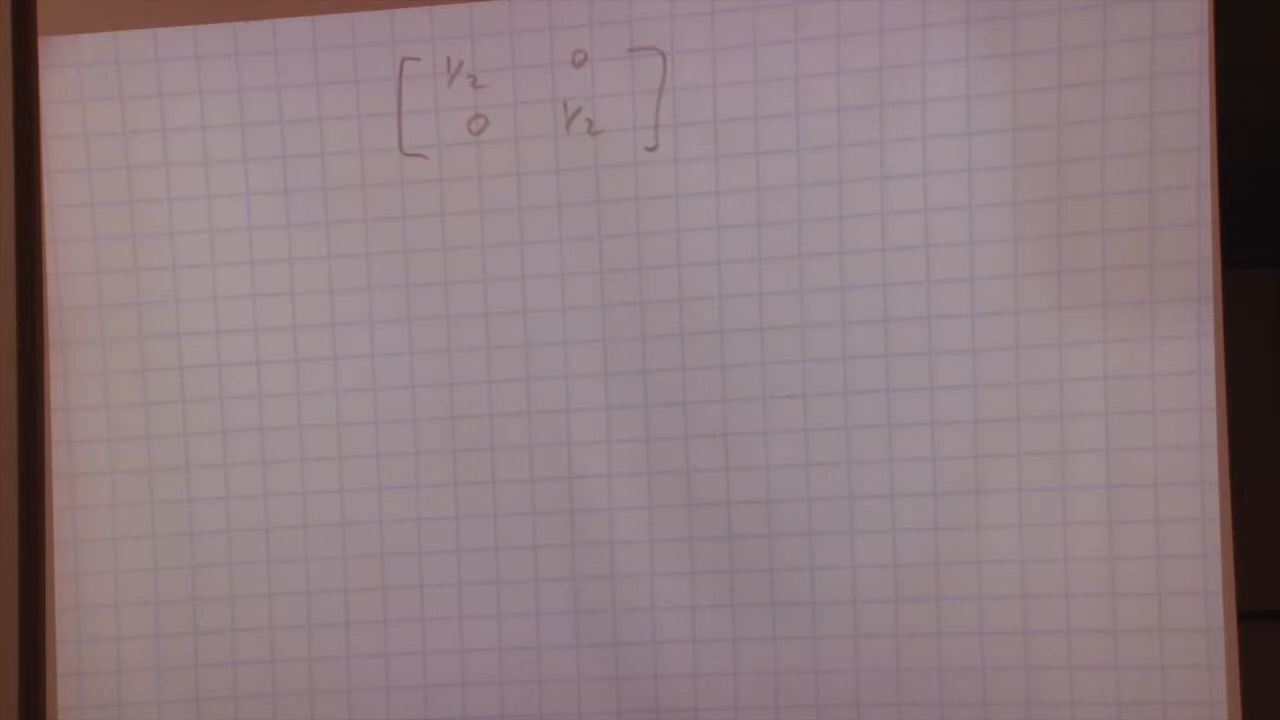 [ 1/2 0 ]
[ 0 1/2 ]